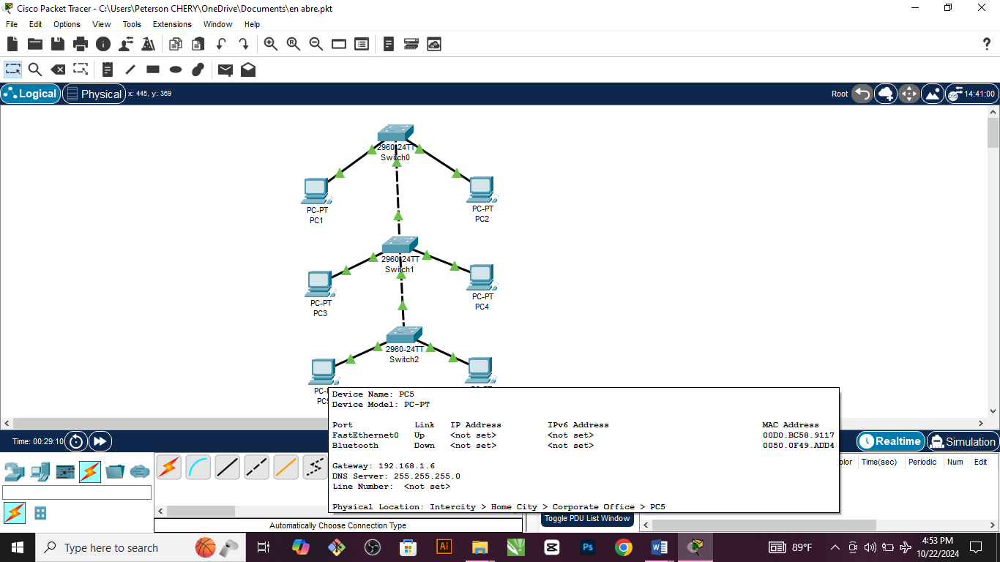 Cisco Packet Tracer - C:\Users\Peterson CHERY\OneDrive\Documents\en abre.pkt
File Edit Options View Tools Extensions Window Help
Logical Physical x: 445, y: 369 Root 14:41:00
2960-24TT
Switch0
PC-PT
PC1
PC-PT
PC2
2960-24TT
Switch1
PC-PT
PC3
PC-PT
PC4
2960-24TT
Switch2
Device Name: PC5
Device Model: PC-PT
Port Link IP Address IPv6 Address MAC Address
FastEthernet0 Up <not set> <not set> 00D0.BC58.9117
Bluetooth Down <not set> <not set> 0050.0F49.ADD4
Gateway: 192.168.1.6
DNS Server: 255.255.255.0
Line Number: <not set>
Physical Location: Intercity > Home City > Corporate Office > PC5
Time: 00:29:10 Realtime Simulation
Time(sec) Periodic Num Edit
Toggle PDU List Window
Automatically Choose Connection Type
Type here to search
89°F
4:53 PM
10/22/2024